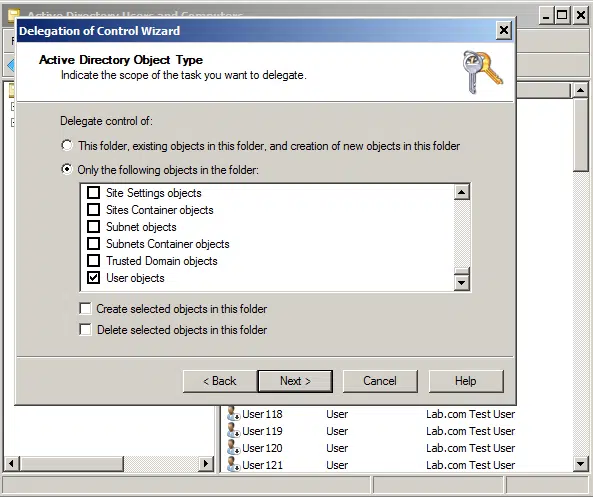 Active Directory Users and Computers
Delegation of Control Wizard
Active Directory Object Type
Indicate the scope of the task you want to delegate.
Delegate control of:
This folder, existing objects in this folder, and creation of new objects in this folder
Only the following objects in the folder:
Site Settings objects
Sites Container objects
Subnet objects
Subnets Container objects
Trusted Domain objects
User objects
Create selected objects in this folder
Delete selected objects in this folder
< Back Next > Cancel Help
User118 User Lab.com Test User
User119 User Lab.com Test User
User120 User Lab.com Test User
User121 User Lab.com Test User